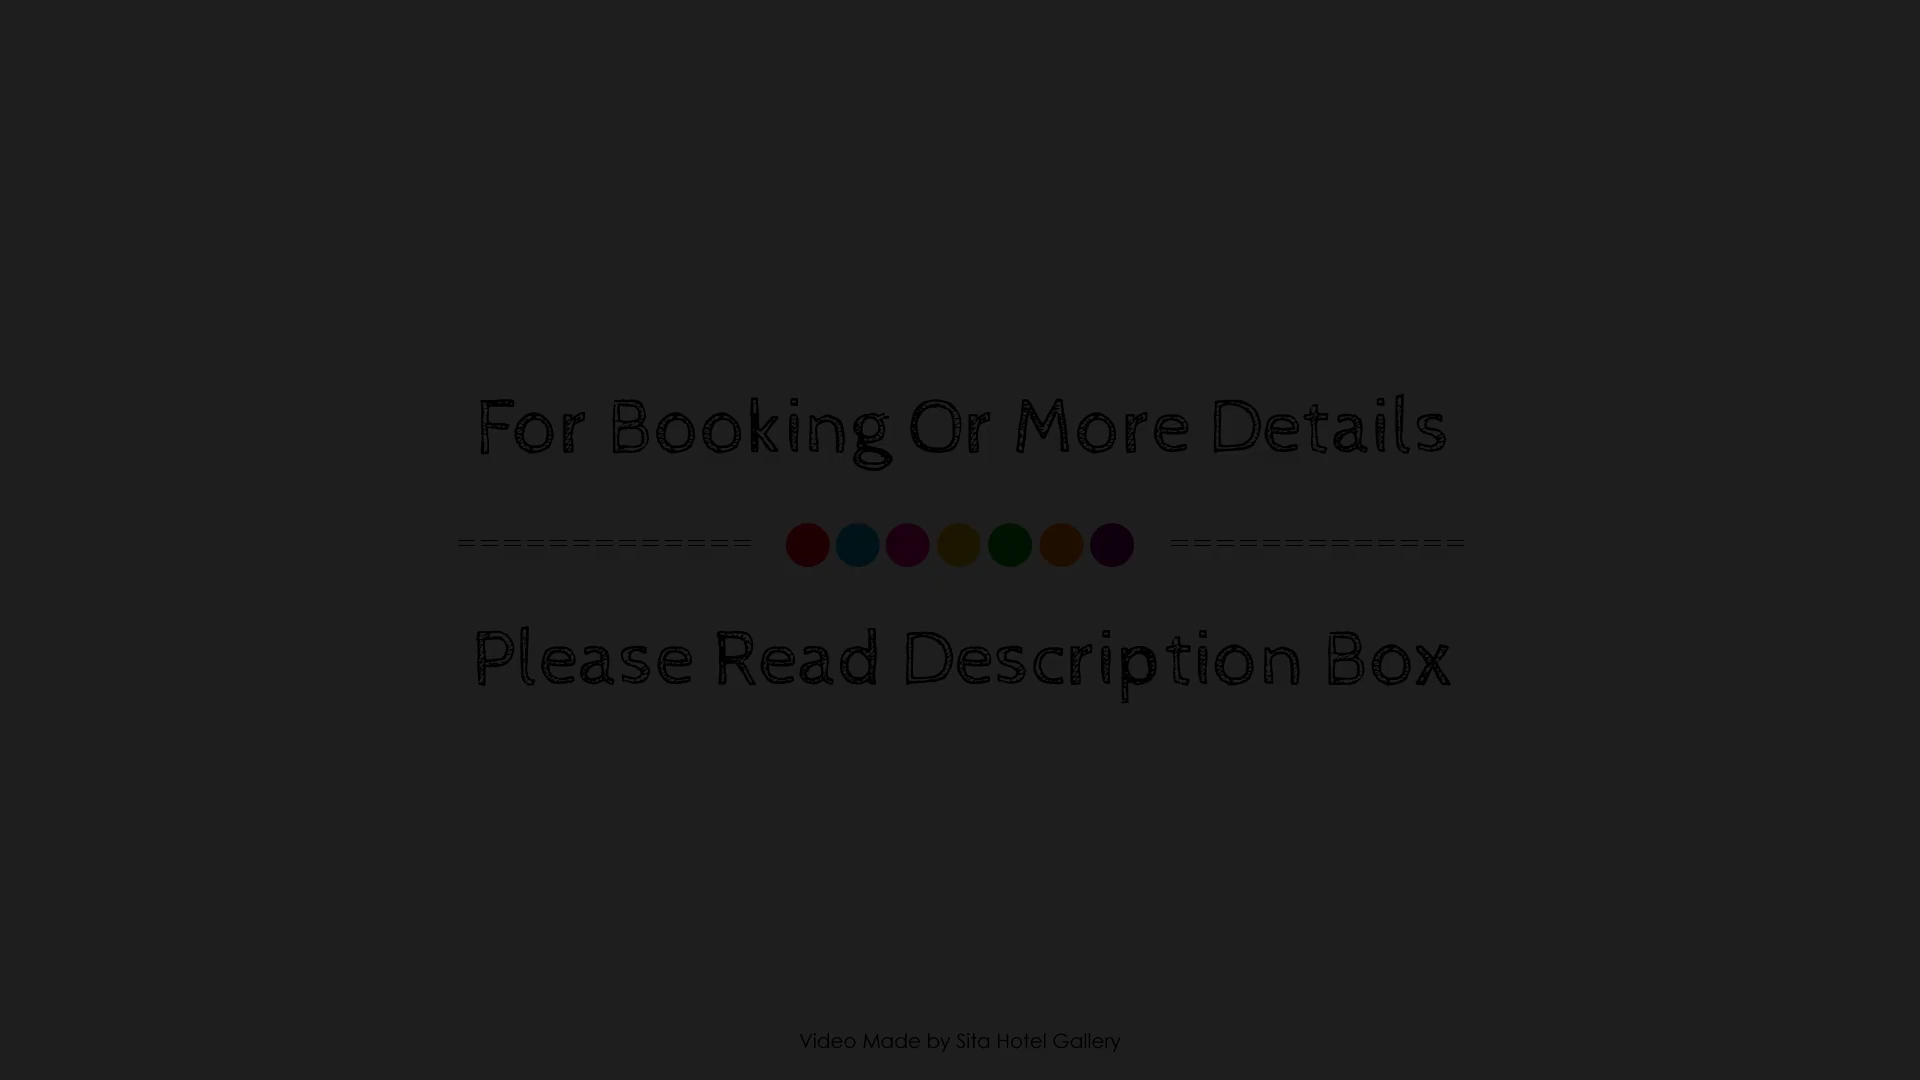 For Booking Or More Details
============= =============
Please Read Description Box
Video Made by Sita Hotel Gallery